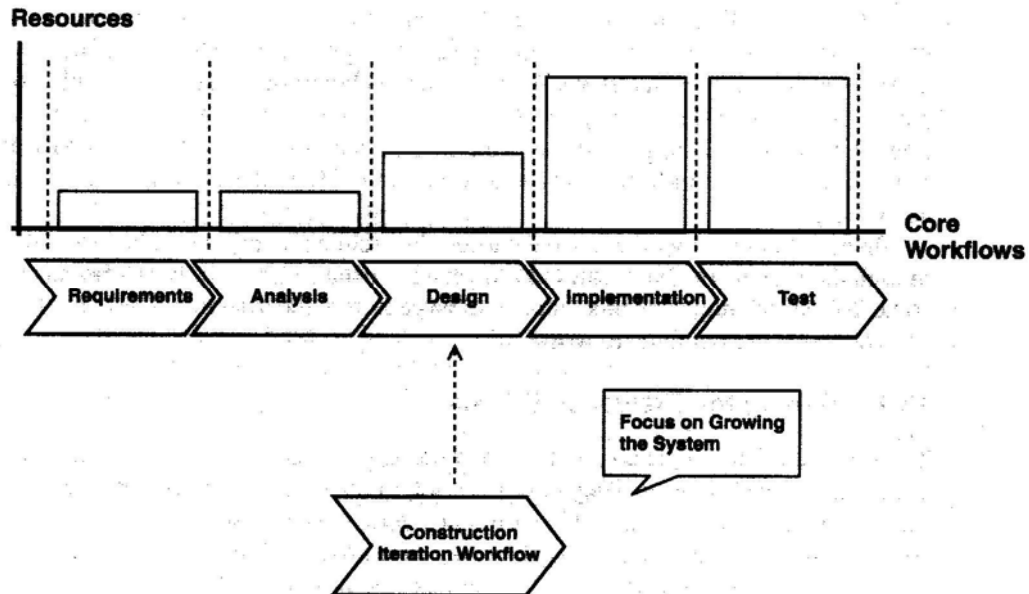 Resources
Core
Workflows
Requirements
Analysis
Design
Implementation
Test
Focus on Growing
the System
Construction
Iteration Workflow